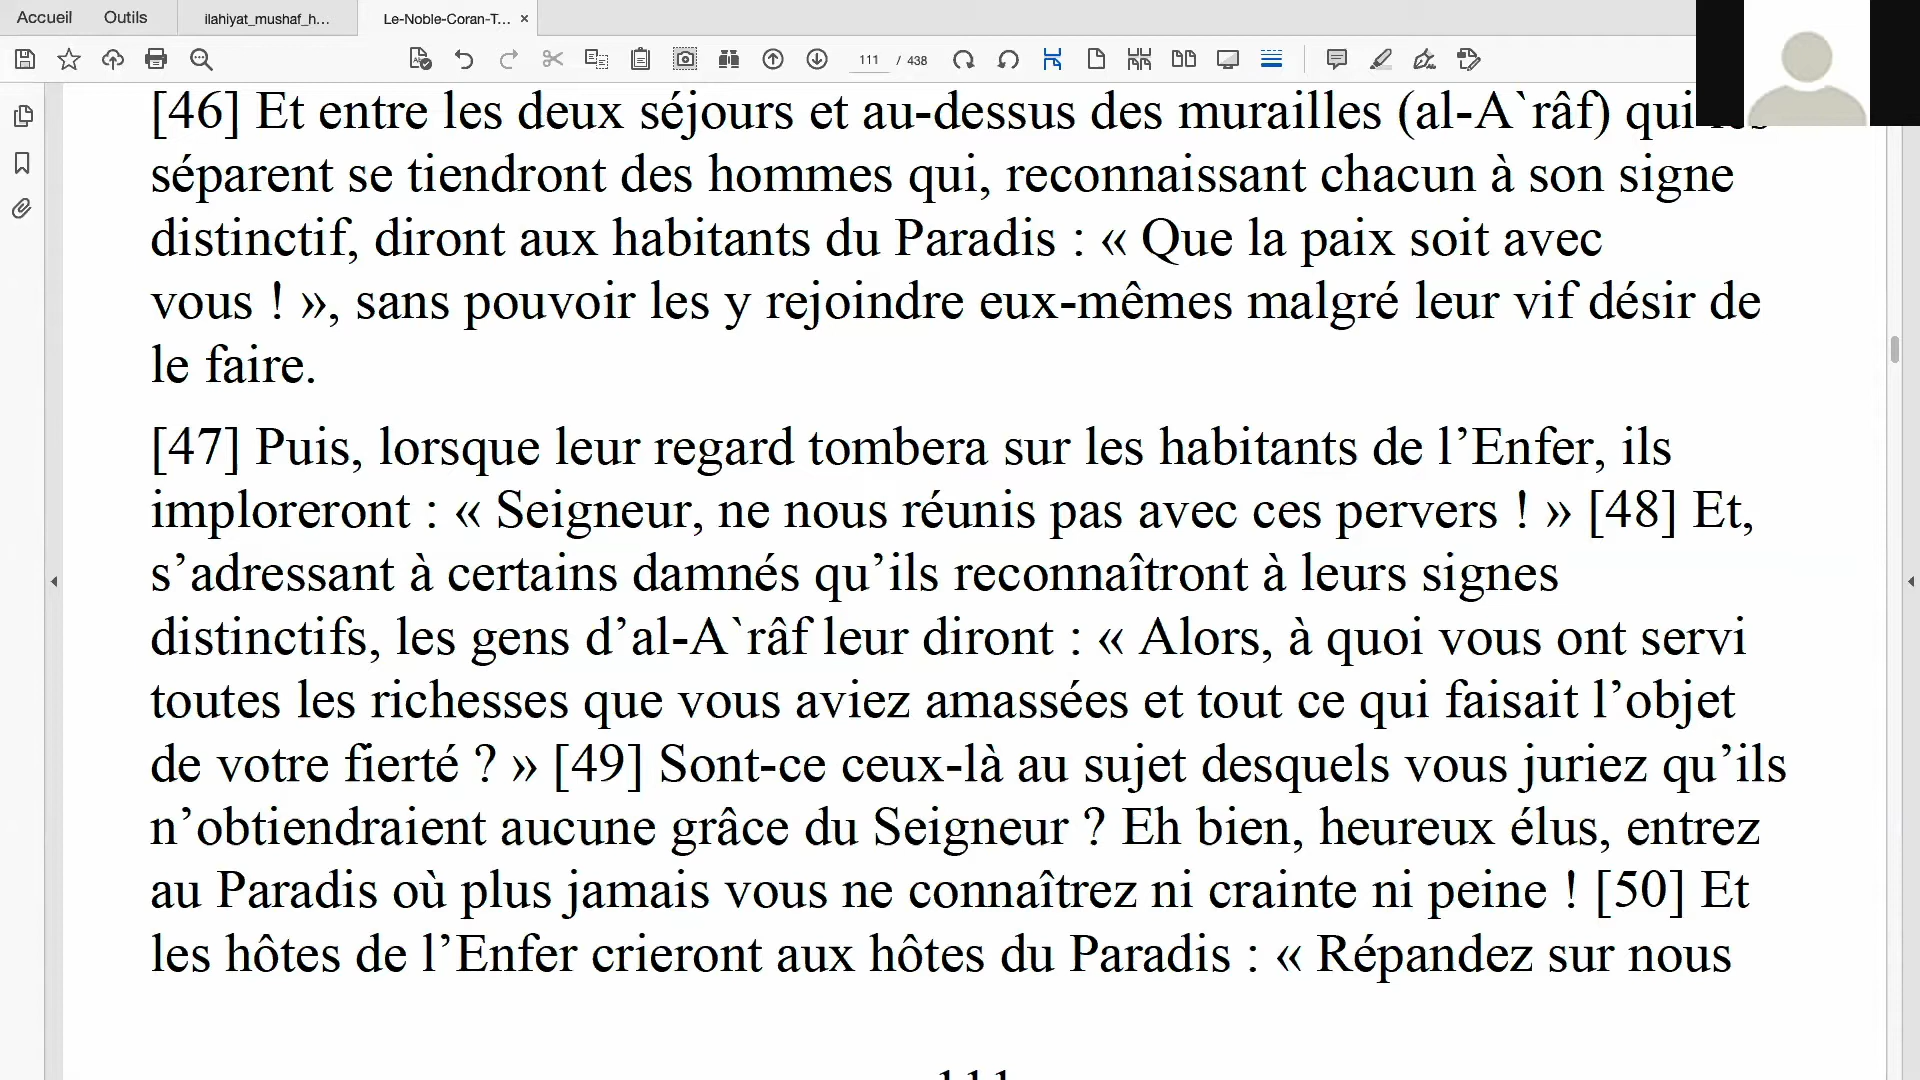 Accueil Outils ilahiyat_mushaf_h... Le-Noble-Coran-T... ×
111 / 438
[46] Et entre les deux séjours et au-dessus des murailles (al-A`râf) qui
séparent se tiendront des hommes qui, reconnaissant chacun à son signe
distinctif, diront aux habitants du Paradis : « Que la paix soit avec
vous ! », sans pouvoir les y rejoindre eux-mêmes malgré leur vif désir de
le faire.
[47] Puis, lorsque leur regard tombera sur les habitants de l’Enfer, ils
imploreront : « Seigneur, ne nous réunis pas avec ces pervers ! » [48] Et,
s’adressant à certains damnés qu’ils reconnaîtront à leurs signes
distinctifs, les gens d’al-A`râf leur diront : « Alors, à quoi vous ont servi
toutes les richesses que vous aviez amassées et tout ce qui faisait l’objet
de votre fierté ? » [49] Sont-ce ceux-là au sujet desquels vous juriez qu’ils
n’obtiendraient aucune grâce du Seigneur ? Eh bien, heureux élus, entrez
au Paradis où plus jamais vous ne connaîtrez ni crainte ni peine ! [50] Et
les hôtes de l’Enfer crieront aux hôtes du Paradis : « Répandez sur nous
111